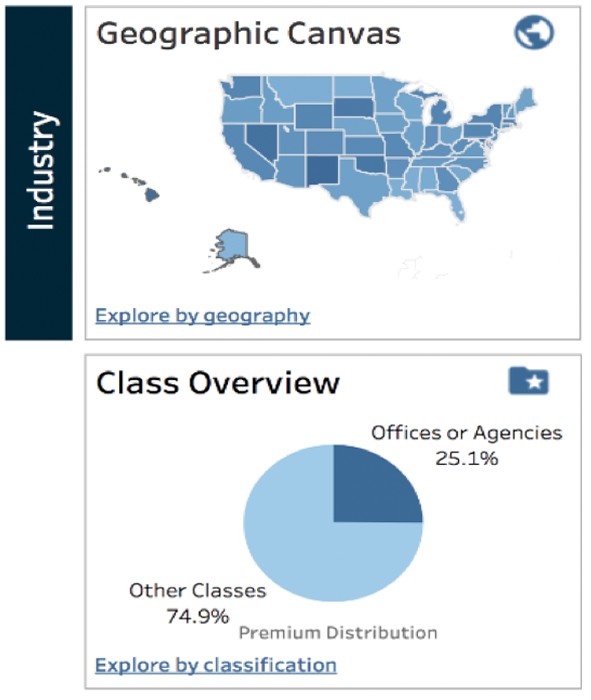 Industry
Geographic Canvas
Explore by geography
Class Overview
Offices or Agencies
25.1%
Other Classes
74.9%
Premium Distribution
Explore by classification